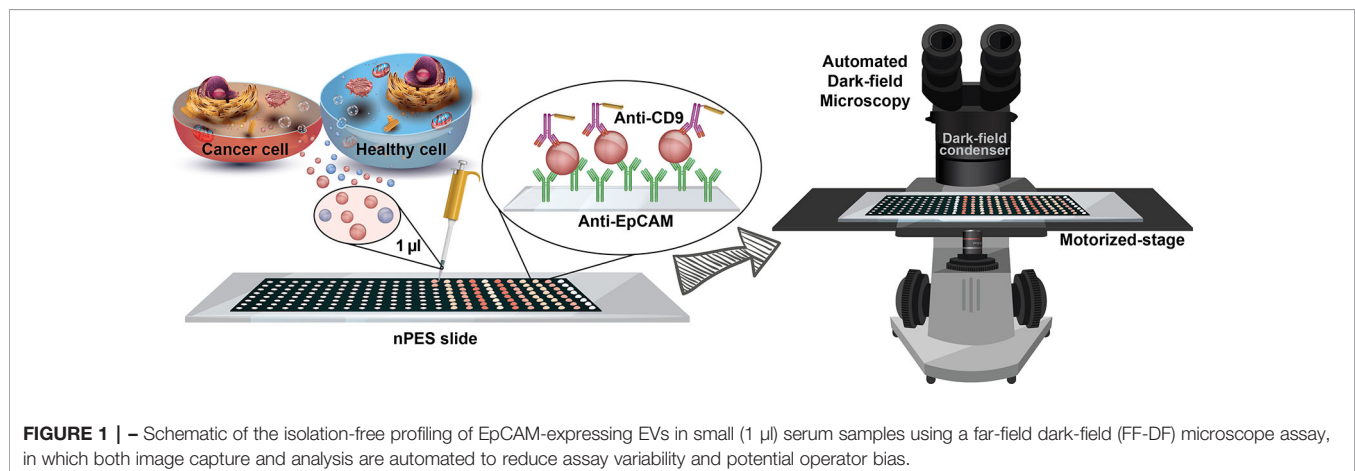 Cancer cell
Healthy cell
1 µl
Anti-CD9
Anti-EpCAM
nPES slide
Automated
Dark-field
Microscopy
Dark-field
condenser
Motorized-stage
FIGURE 1 | – Schematic of the isolation-free profiling of EpCAM-expressing EVs in small (1 µl) serum samples using a far-field dark-field (FF-DF) microscope assay,
in which both image capture and analysis are automated to reduce assay variability and potential operator bias.